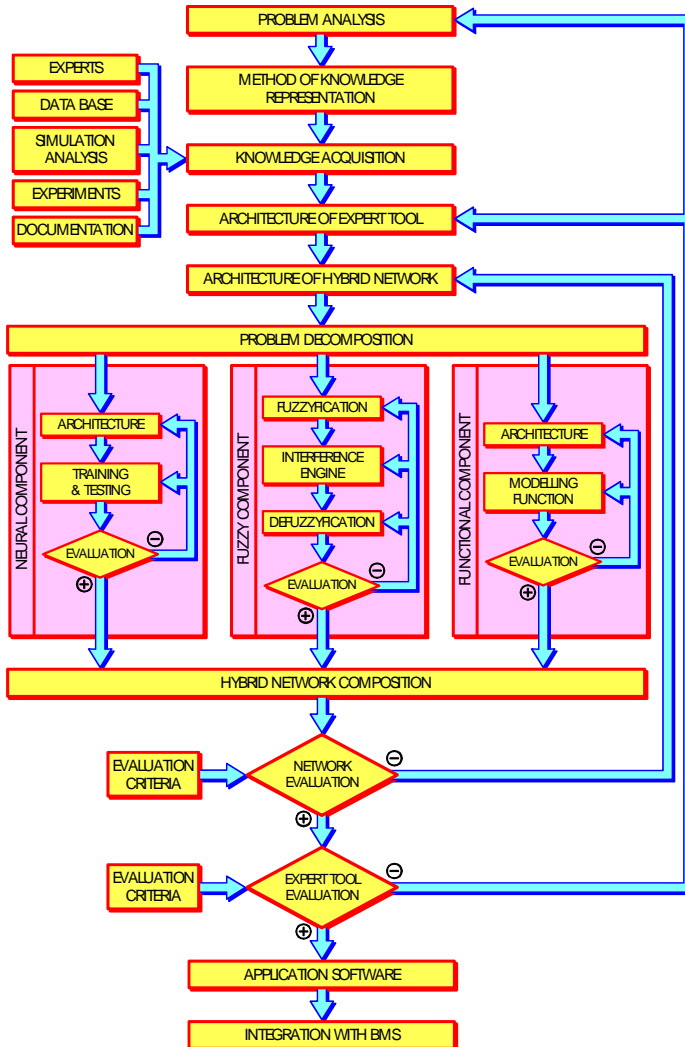 PROBLEM ANALYSIS
EXPERTS
DATA BASE
SIMULATION
ANALYSIS
EXPERIMENTS
DOCUMENTATION
METHOD OF KNOWLEDGE
REPRESENTATION
KNOWLEDGE ACQUISITION
ARCHITECTURE OF EXPERT TOOL
ARCHITECTURE OF HYBRID NETWORK
PROBLEM DECOMPOSITION
NEURAL COMPONENT
ARCHITECTURE
TRAINING
& TESTING
EVALUATION
−
+
FUZZY COMPONENT
FUZZYFICATION
INTERFERENCE
ENGINE
DEFUZZYFICATION
EVALUATION
−
+
FUNCTIONAL COMPONENT
ARCHITECTURE
MODELLING
FUNCTION
EVALUATION
−
+
HYBRID NETWORK COMPOSITION
EVALUATION
CRITERIA
NETWORK
EVALUATION
−
+
EVALUATION
CRITERIA
EXPERT TOOL
EVALUATION
−
+
APPLICATION SOFTWARE
INTEGRATION WITH BMS